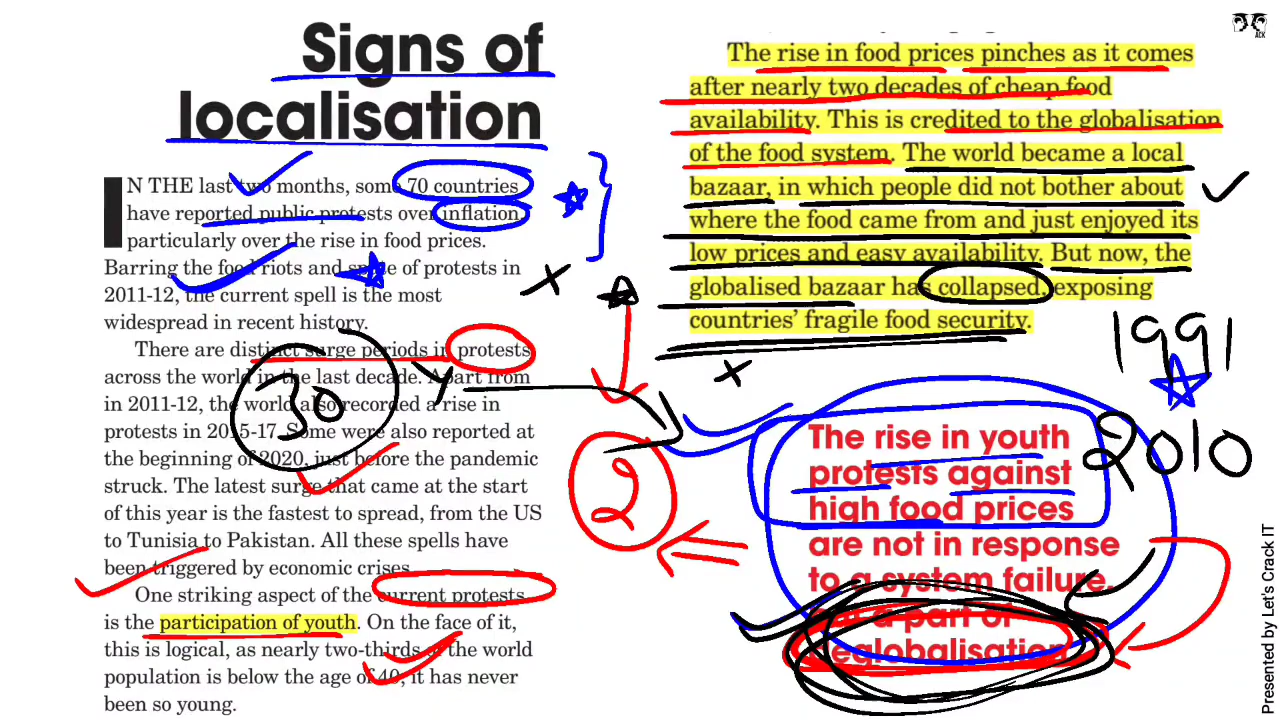 Signs of
localisation
IN THE last two months, some 70 countries
have reported public protests over inflation,
particularly over the rise in food prices.
Barring the food riots and spate of protests in
2011-12, the current spell is the most
widespread in recent history.
There are distinct surge periods in protests
across the world in the last decade. Apart from
in 2011-12, the world also recorded a rise in
protests in 2015-17. Some were also reported at
the beginning of 2020, just before the pandemic
struck. The latest surge that came at the start
of this year is the fastest to spread, from the US
to Tunisia to Pakistan. All these spells have
been triggered by economic crises.
One striking aspect of the current protests
is the participation of youth. On the face of it,
this is logical, as nearly two-thirds of the world
population is below the age of 40; it has never
been so young.
30 Y
2
The rise in food prices pinches as it comes
after nearly two decades of cheap food
availability. This is credited to the globalisation
of the food system. The world became a local
bazaar, in which people did not bother about
where the food came from and just enjoyed its
low prices and easy availability. But now, the
globalised bazaar has collapsed, exposing
countries' fragile food security.
1991
2010
The rise in youth
protests against
high food prices
are not in response
to a system failure,
but a part of
deglobalisation
ACK
Presented by Let's Crack IT